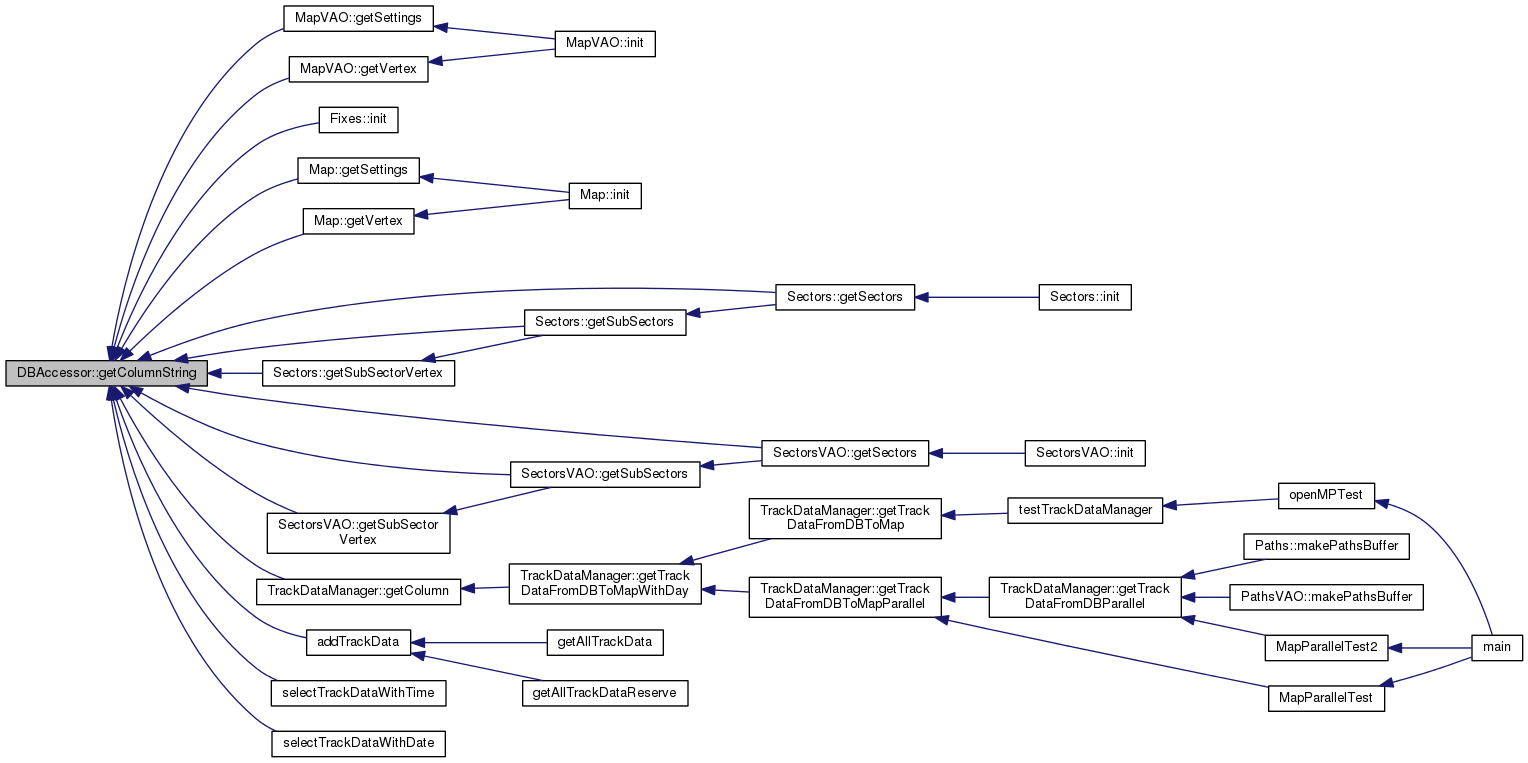 MapVAO::getSettings
MapVAO::init
MapVAO::getVertex
Fixes::init
Map::getSettings
Map::init
Map::getVertex
Sectors::getSectors
Sectors::init
Sectors::getSubSectors
DBAccessor::getColumnString
Sectors::getSubSectorVertex
SectorsVAO::getSectors
SectorsVAO::init
SectorsVAO::getSubSectors
SectorsVAO::getSubSector
Vertex
TrackDataManager::getTrack
DataFromDBToMap
testTrackDataManager
openMPTest
Paths::makePathsBuffer
TrackDataManager::getColumn
TrackDataManager::getTrack
DataFromDBToMapWithDay
TrackDataManager::getTrack
DataFromDBToMapParallel
TrackDataManager::getTrack
DataFromDBParallel
PathsVAO::makePathsBuffer
addTrackData
getAllTrackData
MapParallelTest2
main
selectTrackDataWithTime
getAllTrackDataReserve
MapParallelTest
selectTrackDataWithDate